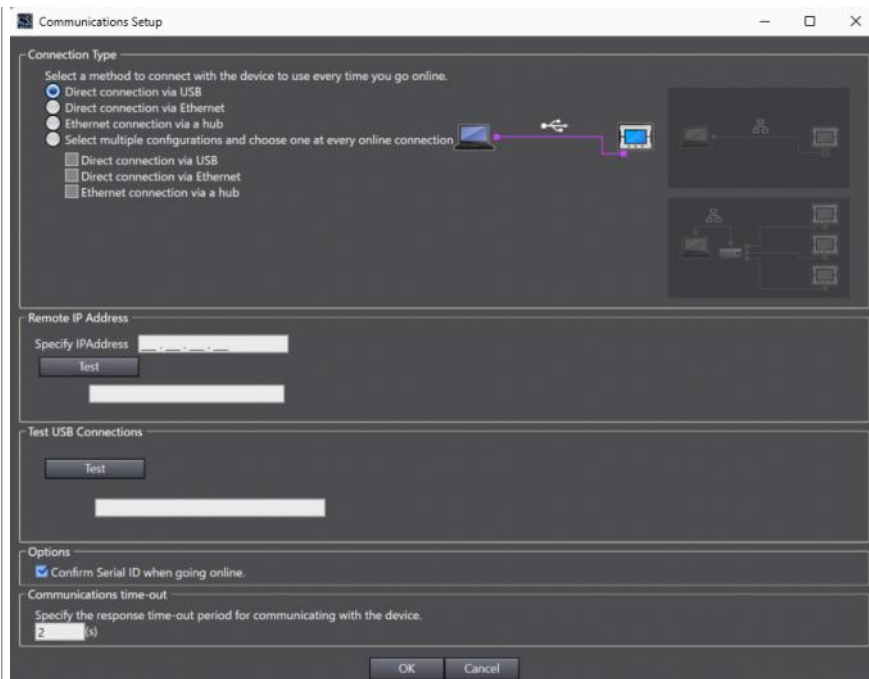 Communications Setup
Connection Type
Select a method to connect with the device to use every time you go online.
Direct connection via USB
Direct connection via Ethernet
Ethernet connection via a hub
Select multiple configurations and choose one at every online connection
Direct connection via USB
Direct connection via Ethernet
Ethernet connection via a hub
Remote IP Address
Specify IPAddress __.__.__.__
Test
Test USB Connections
Test
Options
Confirm Serial ID when going online.
Communications time-out
Specify the response time-out period for communicating with the device.
2 (s)
OK Cancel